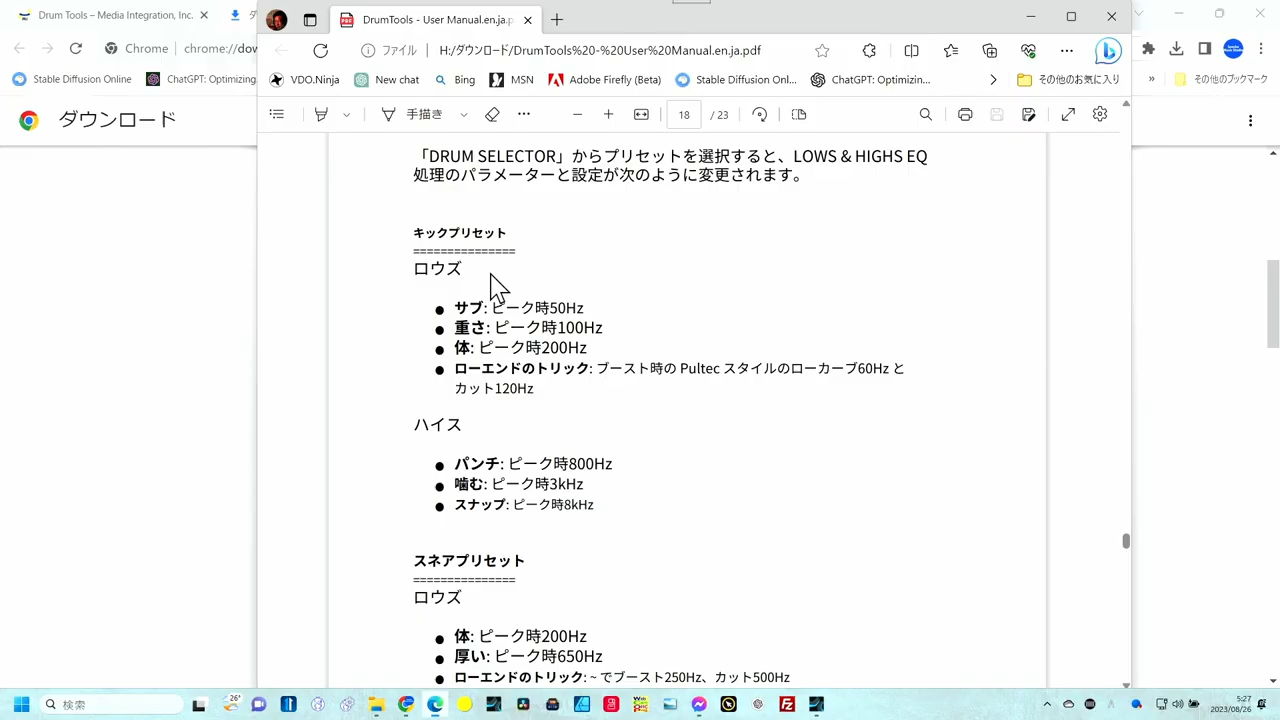 Drum Tools – Media Integration, Inc.
DrumTools - User Manual.en.ja.p
Chrome
chrome://dow
ファイル
H:/ダウンロード/DrumTools%20-%20User%20Manual.en.ja.pdf
Stable Diffusion Online
ChatGPT: Optimizing
VDO.Ninja
New chat
Bing
MSN
Adobe Firefly (Beta)
Stable Diffusion Onl...
ChatGPT: Optimizin...
その他のお気に入り
の他のブックマーク
ダウンロード
手描き
18 / 23
「DRUM SELECTOR」からプリセットを選択すると、LOWS & HIGHS EQ
処理のパラメーターと設定が次のように変更されます。
キックプリセット
===============
ロウズ
● サブ: ピーク時50Hz
● 重さ: ピーク時100Hz
● 体: ピーク時200Hz
● ローエンドのトリック: ブースト時の Pultec スタイルのローカーブ60Hz と
カット120Hz
ハイス
● パンチ: ピーク時800Hz
● 噛む: ピーク時3kHz
● スナップ: ピーク時8kHz
スネアプリセット
===============
ロウズ
● 体: ピーク時200Hz
● 厚い: ピーク時650Hz
● ローエンドのトリック: ~ でブースト250Hz、カット500Hz
検索
26°
5:27
2023/08/26